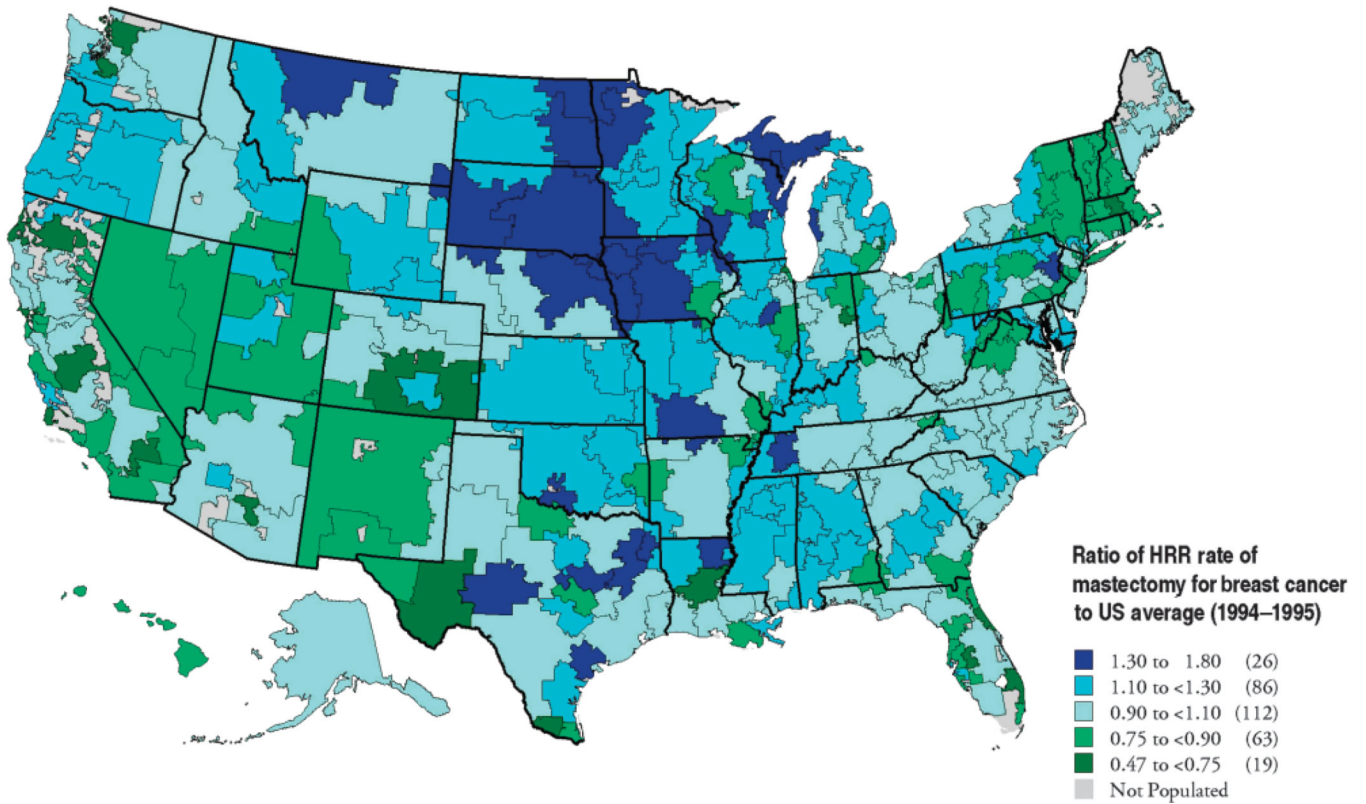 Ratio of HRR rate of
mastectomy for breast cancer
to US average (1994–1995)
1.30 to 1.80 (26)
1.10 to <1.30 (86)
0.90 to <1.10 (112)
0.75 to <0.90 (63)
0.47 to <0.75 (19)
Not Populated